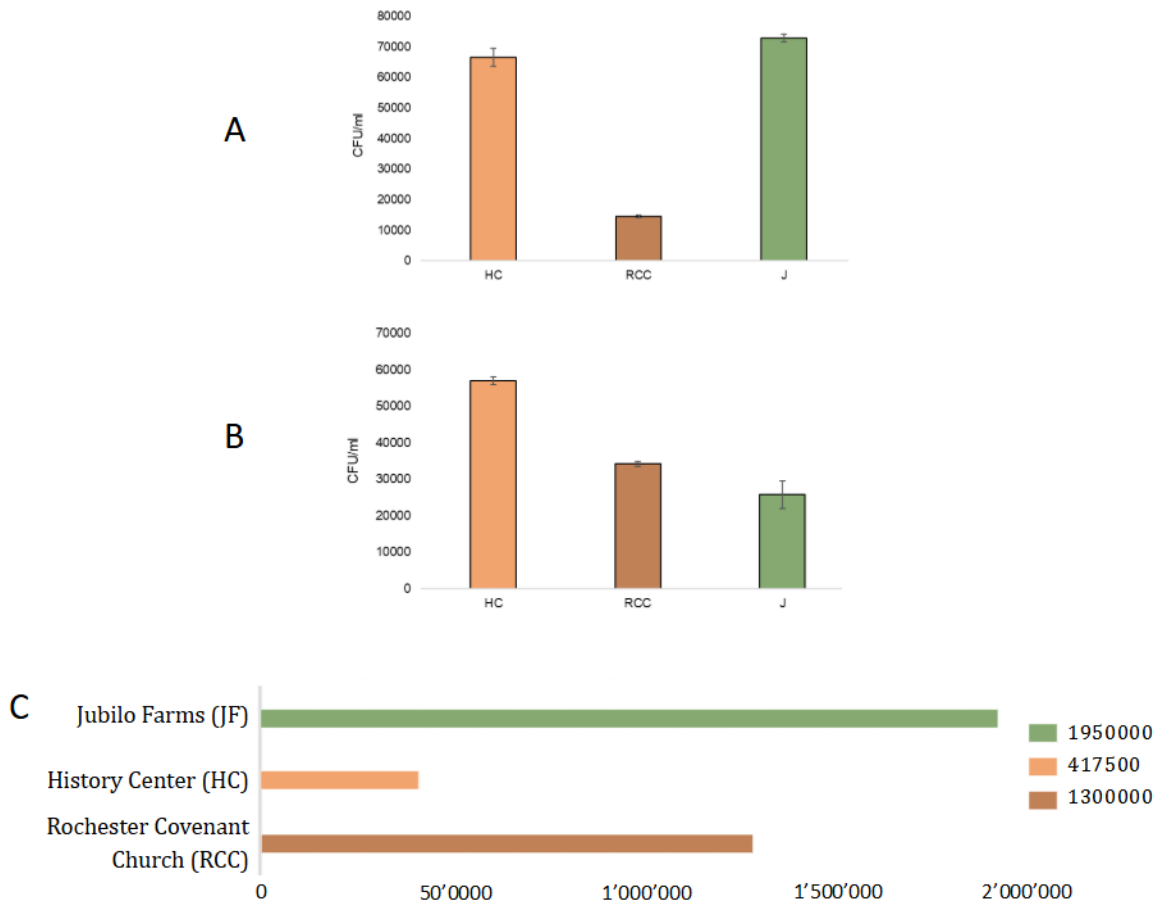 A
80000
70000
60000
50000
40000
30000
20000
10000
0
CFU/ml
HC RCC J
B
70000
60000
50000
40000
30000
20000
10000
0
CFU/ml
HC RCC J
C
Jubilo Farms (JF)
History Center (HC)
Rochester Covenant
Church (RCC)
0 50'0000 1'000'000 1'500'000 2'000'000
1950000
417500
1300000